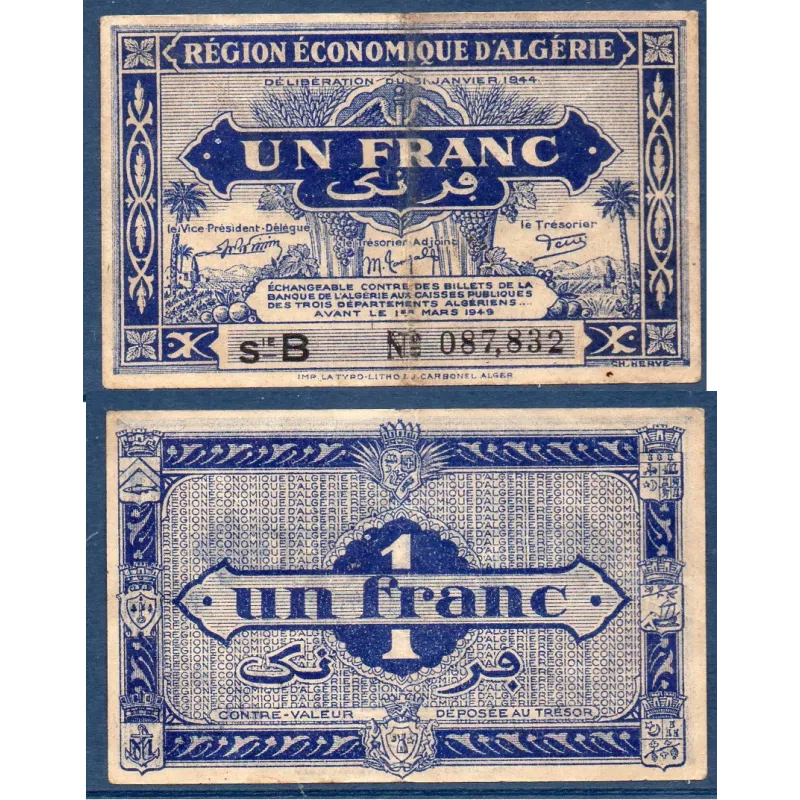 RÉGION ÉCONOMIQUE D'ALGÉRIE
DÉLIBÉRATION DU 31 JANVIER 1944
UN FRANC
فرنك
le Vice-Président-Délégué
le Trésorier Adjoint
le Trésorier
ÉCHANGEABLE CONTRE DES BILLETS DE LA
BANQUE DE L'ALGÉRIE AUX CAISSES PUBLIQUES
DES TROIS DÉPARTEMENTS ALGÉRIENS...
AVANT LE 1ER MARS 1949
SIE B
No 087,832
CH. HERVÉ
IMP. LA TYPO-LITHO & J. CARBONEL ALGER
RÉGION ÉCONOMIQUE D'ALGÉRIE
1
un franc
1
فرنك
CONTRE-VALEUR DÉPOSÉE AU TRÉSOR